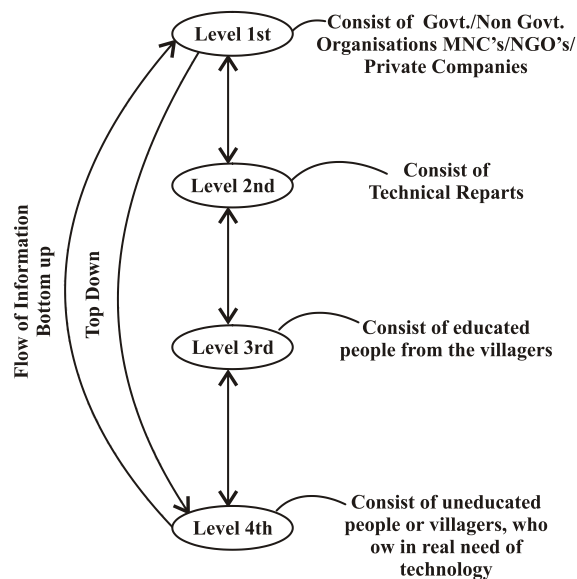 Level 1st
Consist of Govt./Non Govt.
Organisations MNC's/NGO's/
Private Companies
Level 2nd
Consist of
Technical Reparts
Flow of Information
Bottom up
Top Down
Level 3rd
Consist of educated
people from the villagers
Level 4th
Consist of uneducated
people or villagers, who
ow in real need of
technology